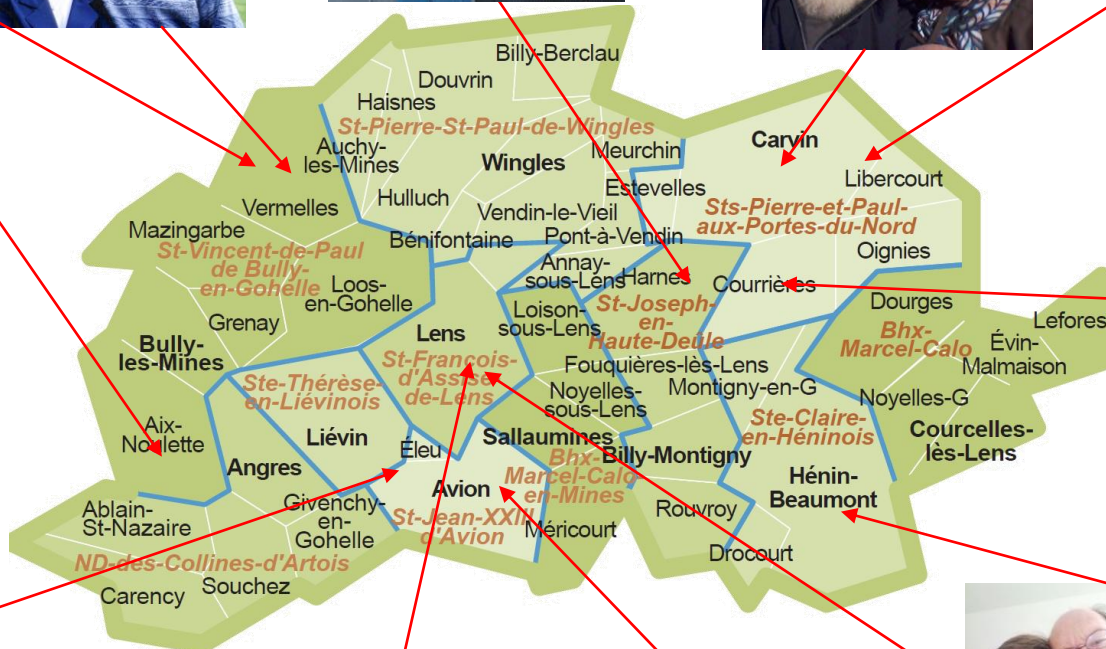 Billy-Berclau
Douvrin
Haisnes
St-Pierre-St-Paul-de-Wingles
Auchy-
les-Mines
Wingles
Meurchin
Carvin
Hulluch
Estevelles
Libercourt
Vermelles
Vendin-le-Vieil
Sts-Pierre-et-Paul-
aux-Portes-du-Nord
Mazingarbe
Bénifontaine
Pont-à-Vendin
Oignies
St-Vincent-de-Paul
de Bully-
en-Gohelle
Annay-
sous-Lens
Harnes
Courrières
Loos-
en-Gohelle
Dourges
Lefores
Grenay
Loison-
sous-Lens
St-Joseph-
en-
Haute-Deûle
Bhx-
Marcel-Calo
Évin-
Malmaison
Bully-
les-Mines
Lens
St-François-
d'Assise-
de-Lens
Fouquières-lès-Lens
Ste-Thérèse-
en-Liévinois
Noyelles-
sous-Lens
Montigny-en-G
Noyelles-G
Aix-
Noulette
Liévin
Éleu
Sallaumines
Ste-Claire-
en-Héninois
Courcelles-
lès-Lens
Angres
Bhx-
Marcel-Calo
en-Mines
Billy-Montigny
Avion
Hénin-
Beaumont
Ablain-
St-Nazaire
Givenchy-
en-
Gohelle
St-Jean-XXIII
d'Avion
Méricourt
Rouvroy
ND-des-Collines-d'Artois
Drocourt
Carency
Souchez